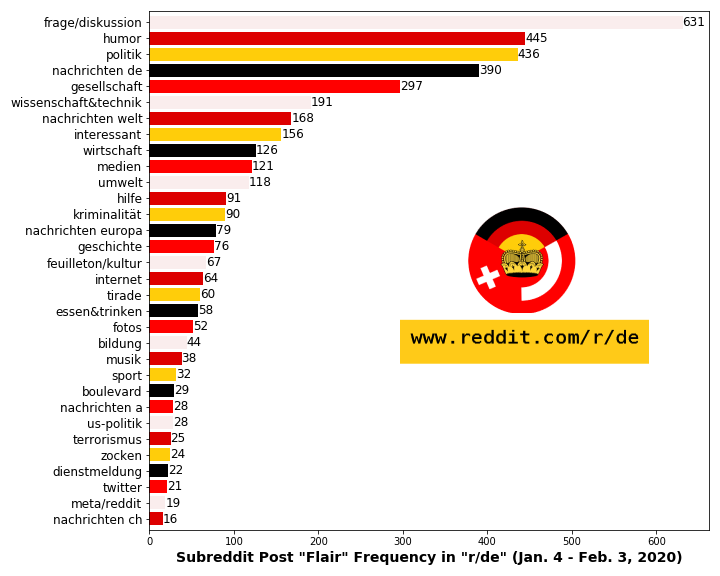 frage/diskussion 631
humor 445
politik 436
nachrichten de 390
gesellschaft 297
wissenschaft&technik 191
nachrichten welt 168
interessant 156
wirtschaft 126
medien 121
umwelt 118
hilfe 91
kriminalität 90
nachrichten europa 79
geschichte 76
feuilleton/kultur 67
internet 64
tirade 60
essen&trinken 58
fotos 52
bildung 44
musik 38
sport 32
boulevard 29
nachrichten a 28
us-politik 28
terrorismus 25
zocken 24
dienstmeldung 22
twitter 21
meta/reddit 19
nachrichten ch 16
www.reddit.com/r/de
0 100 200 300 400 500 600
Subreddit Post "Flair" Frequency in "r/de" (Jan. 4 - Feb. 3, 2020)